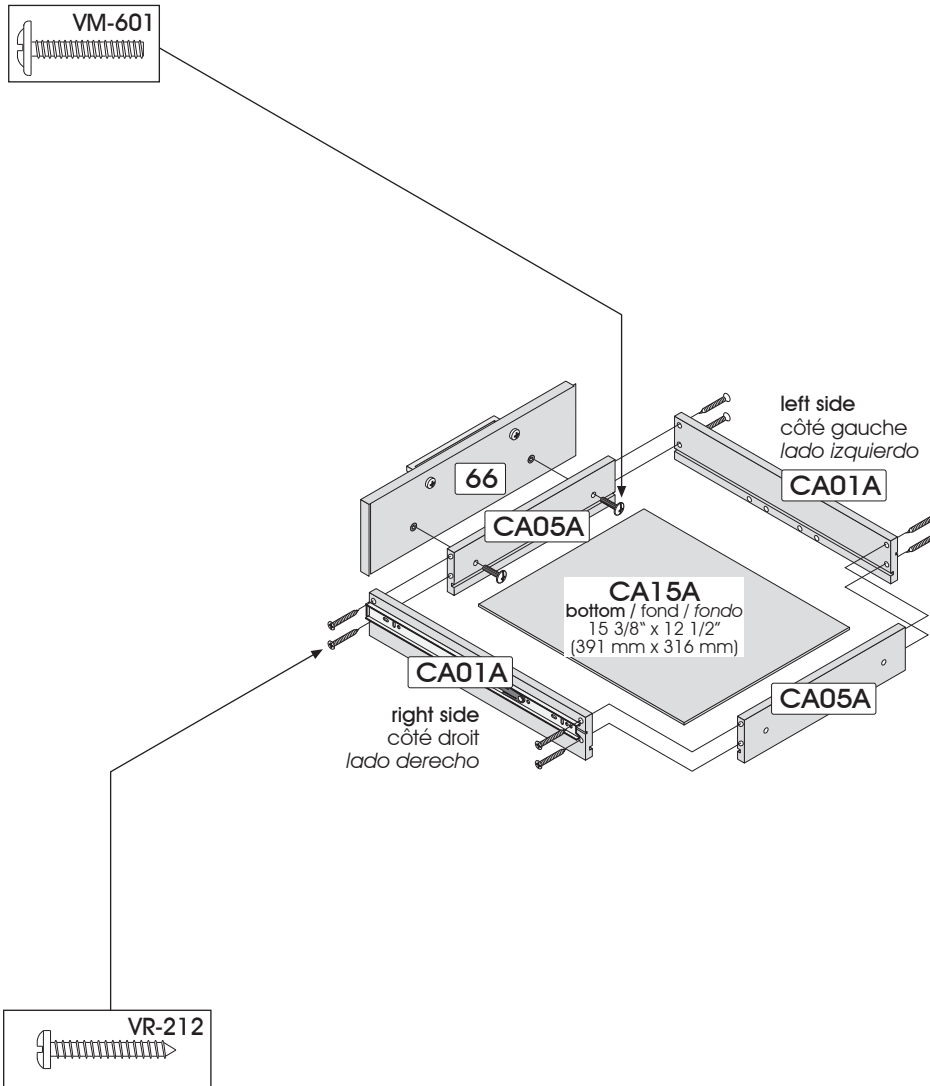 VM-601
left side
côté gauche
lado izquierdo
CA01A
66
CA05A
CA15A
bottom / fond / fondo
15 3/8“ x 12 1/2”
(391 mm x 316 mm)
CA01A
CA05A
right side
côté droit
lado derecho
VR-212